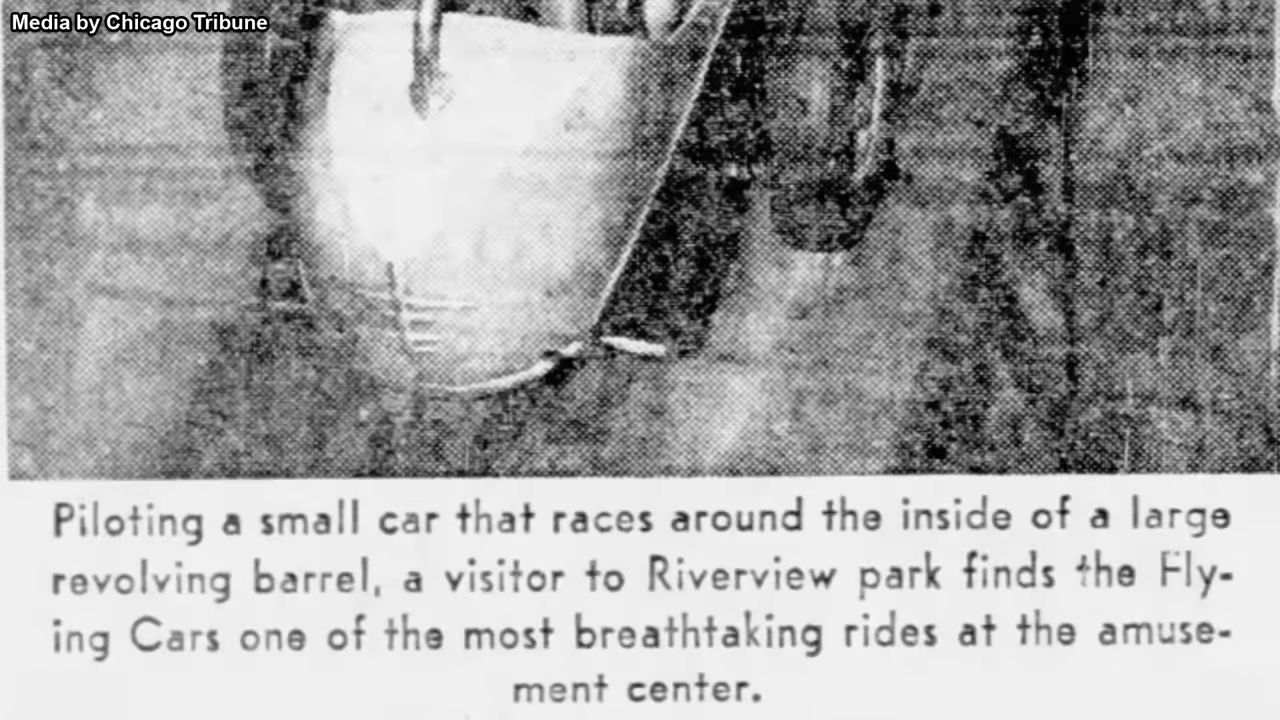 Media by Chicago Tribune
Piloting a small car that races around the inside of a large
revolving barrel, a visitor to Riverview park finds the Fly-
ing Cars one of the most breathtaking rides at the amuse-
ment center.